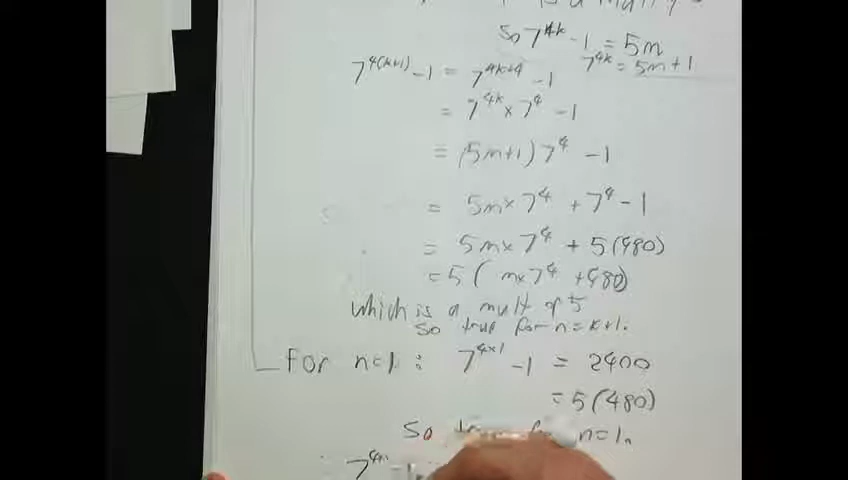 is a mult
so 7^4k - 1 = 5m
7^4k = 5m + 1
7^4(k+1) - 1 = 7^4k+4 - 1
= 7^4k × 7^4 - 1
= (5m+1) 7^4 - 1
= 5m × 7^4 + 7^4 - 1
= 5m × 7^4 + 5(480)
= 5( m × 7^4 + 480)
which is a mult of 5
so true for n = k+1.
for n=1 : 7^4×1 - 1 = 2400
= 5(480)
So n=1.